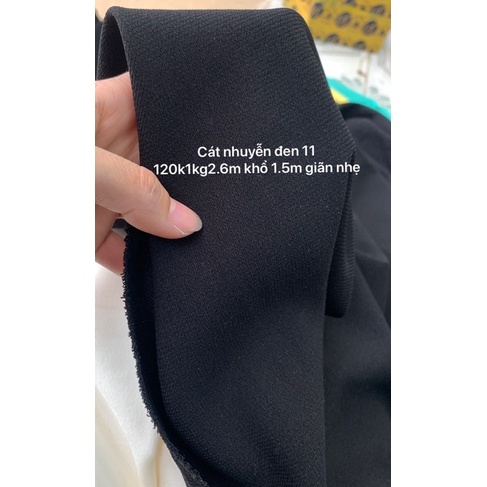 Cát nhuyễn đen 11
120k1kg2.6m khổ 1.5m giãn nhẹ